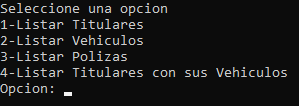 Seleccione una opcion
1-Listar Titulares
2-Listar Vehiculos
3-Listar Polizas
4-Listar Titulares con sus Vehiculos
Opcion: